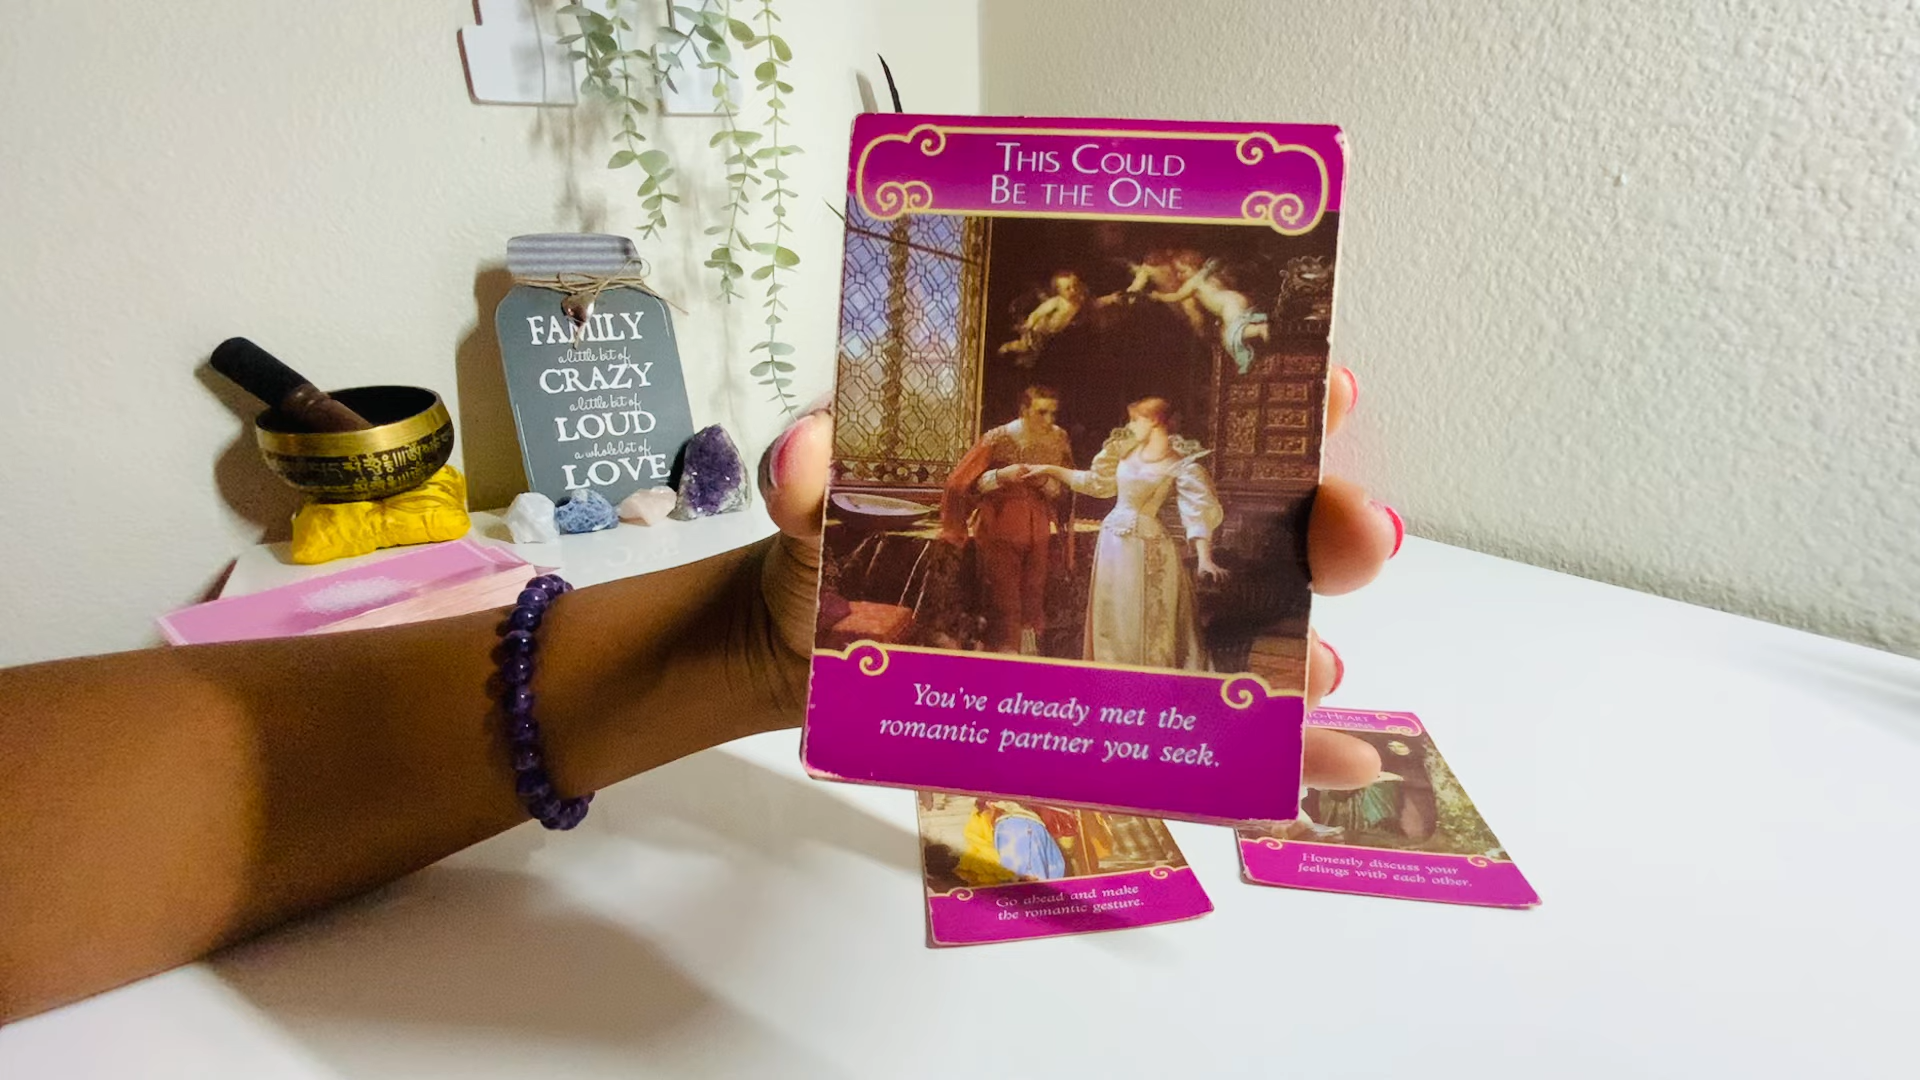 THIS COULD
BE THE ONE
You've already met the
romantic partner you seek.
FAMILY
a little bit of
CRAZY
a little bit of
LOUD
a whole lot of
LOVE
Go ahead and make
the romantic gesture.
TO-HEART
Honestly discuss your
feelings with each other.